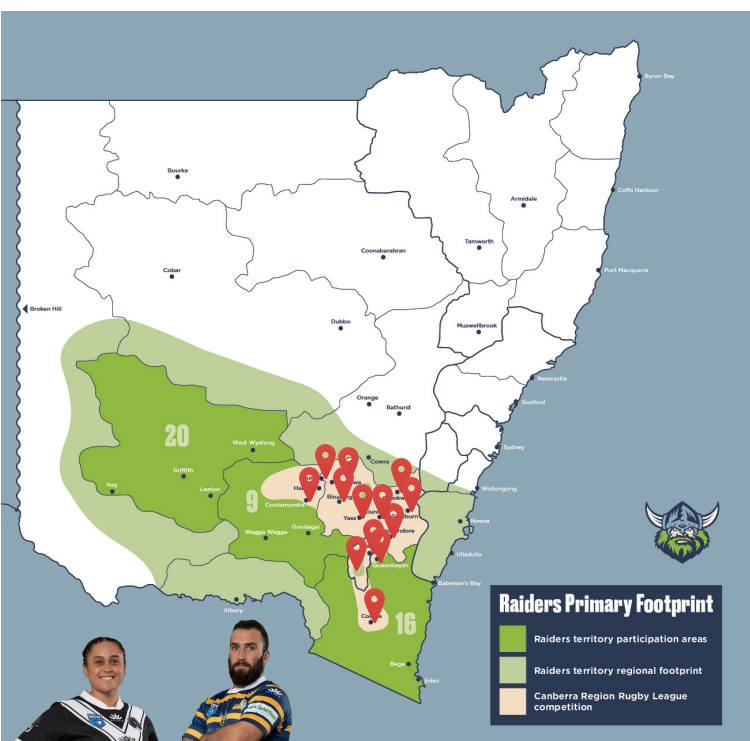 Byron Bay
Bourke
Coffs Harbour
Armidale
Tamworth
Coonabarabran
Cobar
Port Macquarie
Broken Hill
Dubbo
Muswellbrook
Newcastle
Orange
Gosford
Bathurst
20
West Wyalong
Sydney
Cowra
Griffith
Hay
Leeton
9
Wollongong
Cootamundra
Yass
Gundagai
Nowra
Wagga Wagga
Ulladulla
Queanbeyan
Bateman's Bay
Albury
16
Bega
Eden
Raiders Primary Footprint
Raiders territory participation areas
Raiders territory regional footprint
Canberra Region Rugby League
competition